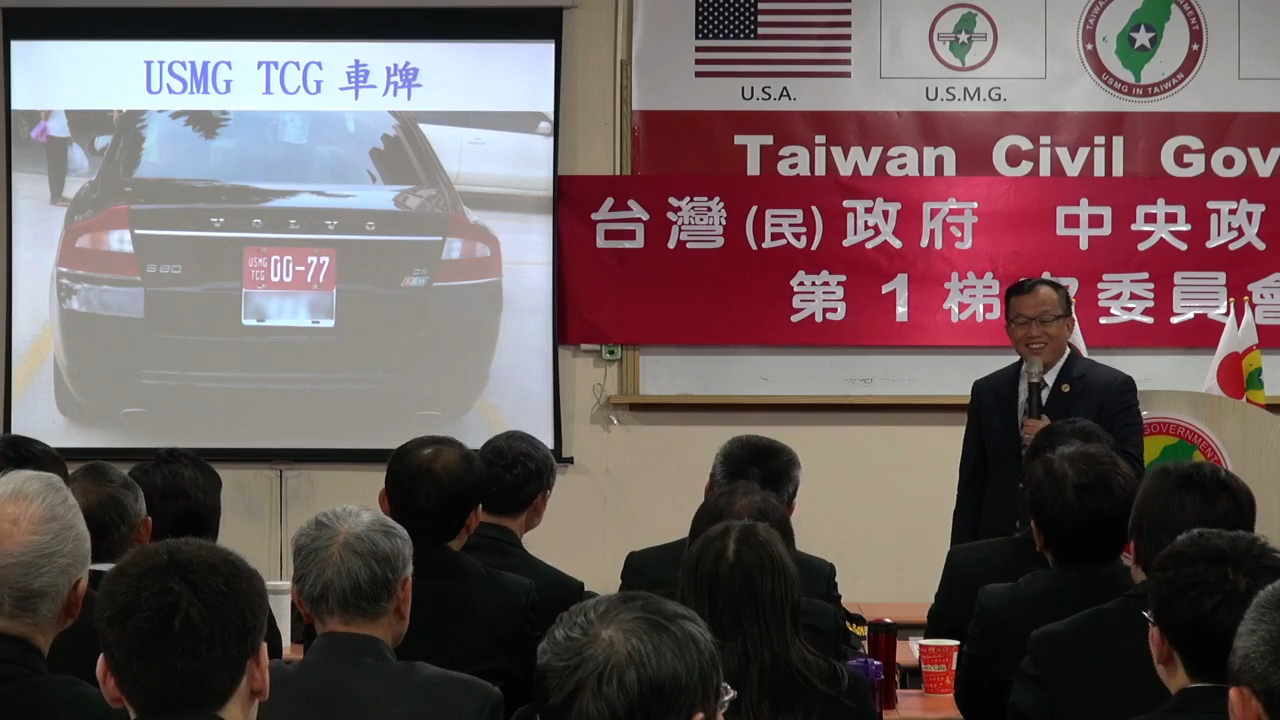 USMG TCG 車牌
VOLVO
S80
USMG
TCG
00-77
U.S.A.
U.S.M.G.
USMG IN TAIWAN
Taiwan Civil Gov
台灣(民)政府 中央政
第1梯次委員會
GOVERNMENT